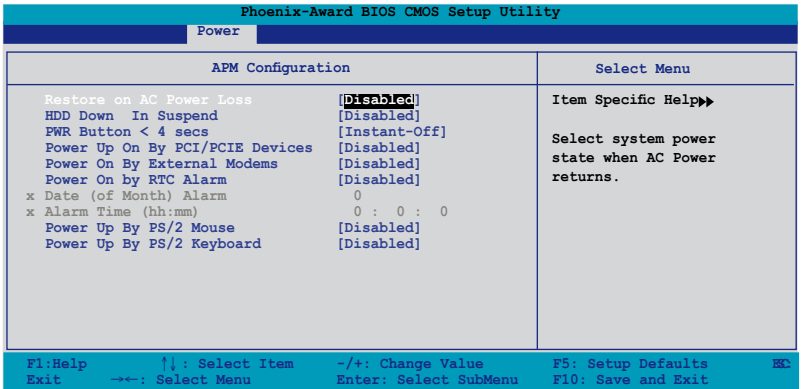 Phoenix-Award BIOS CMOS Setup Utility
Power
APM Configuration
Select Menu
Restore on AC Power Loss [Disabled]
HDD Down In Suspend [Disabled]
PWR Button < 4 secs [Instant-Off]
Power Up On By PCI/PCIE Devices [Disabled]
Power On By External Modems [Disabled]
Power On by RTC Alarm [Disabled]
x Date (of Month) Alarm 0
x Alarm Time (hh:mm) 0 : 0 : 0
Power Up By PS/2 Mouse [Disabled]
Power Up By PS/2 Keyboard [Disabled]
Item Specific Help▶▶
Select system power
state when AC Power
returns.
F1:Help ↑↓: Select Item -/+: Change Value F5: Setup Defaults ESC:
Exit →←: Select Menu Enter: Select SubMenu F10: Save and Exit